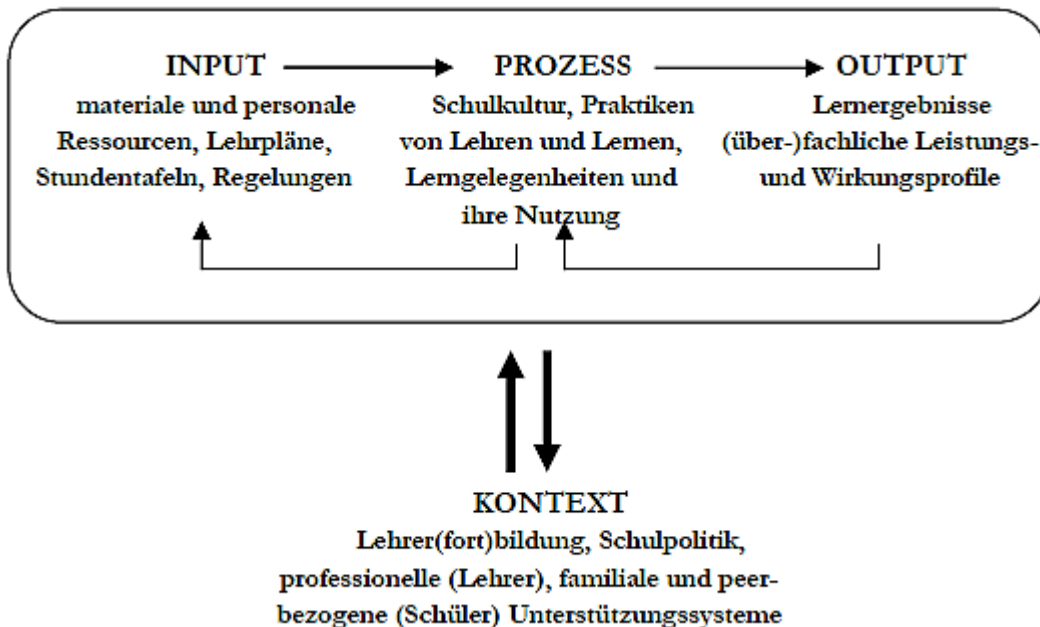 INPUT
materiale und personale
Ressourcen, Lehrpläne,
Stundentafeln, Regelungen
PROZESS
Schulkultur, Praktiken
von Lehren und Lernen,
Lerngelegenheiten und
ihre Nutzung
OUTPUT
Lernergebnisse
(über-)fachliche Leistungs-
und Wirkungsprofile
KONTEXT
Lehrer(fort)bildung, Schulpolitik,
professionelle (Lehrer), familiale und peer-
bezogene (Schüler) Unterstützungssysteme